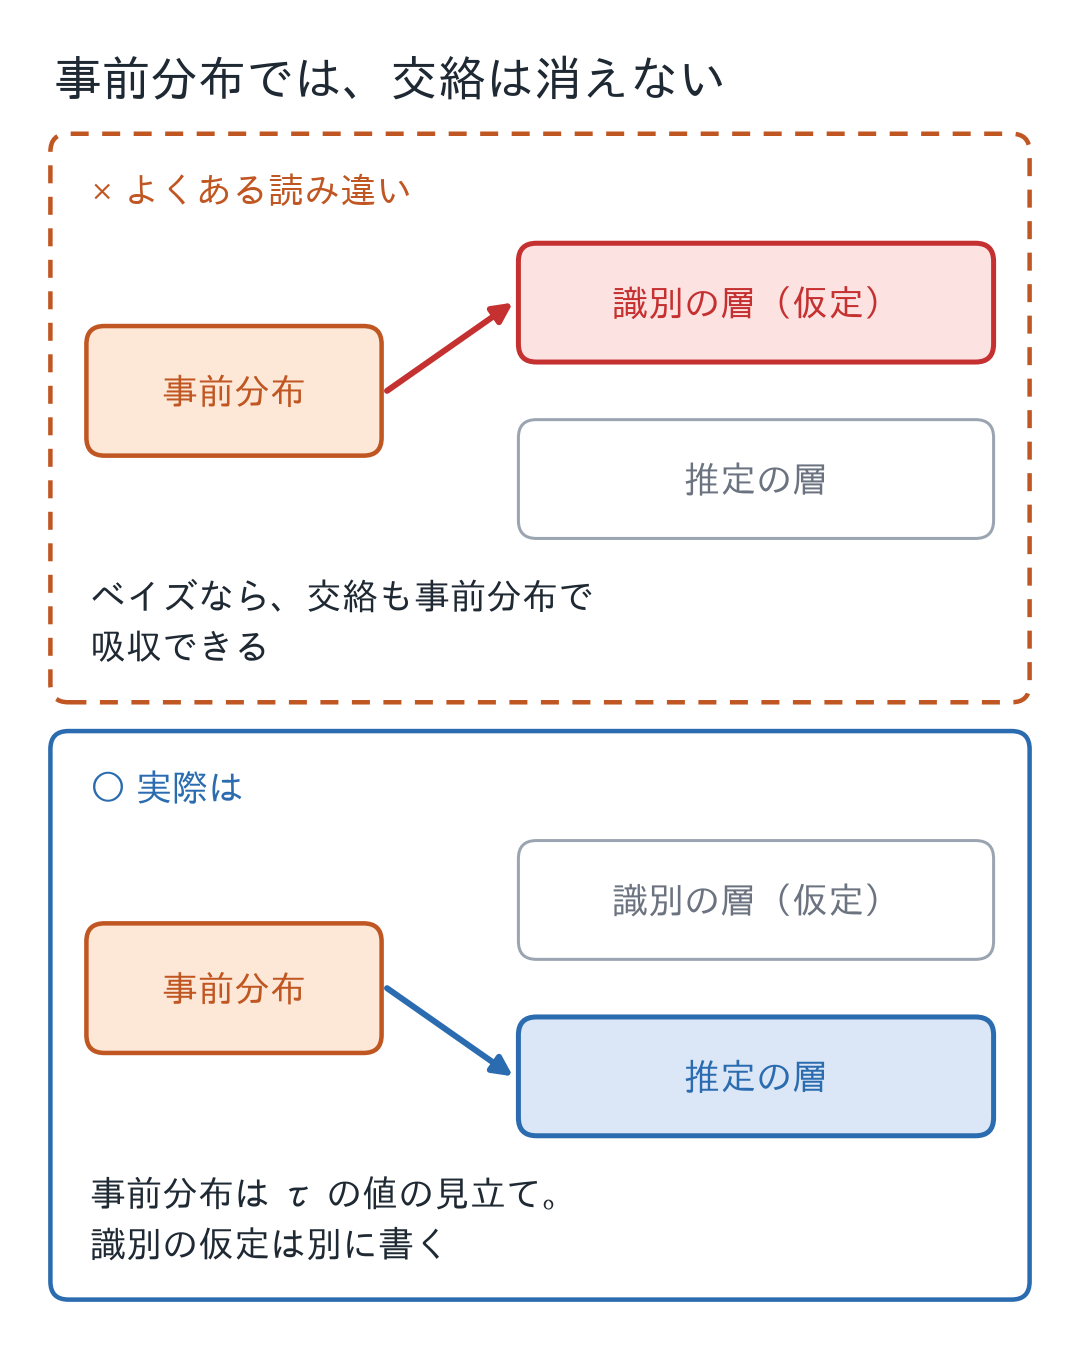 事前分布では、交絡は消えない
× よくある読み違い
識別の層（仮定）
事前分布
推定の層
ベイズなら、交絡も事前分布で
吸収できる
○ 実際は
識別の層（仮定）
事前分布
推定の層
事前分布は τ の値の見立て。
識別の仮定は別に書く